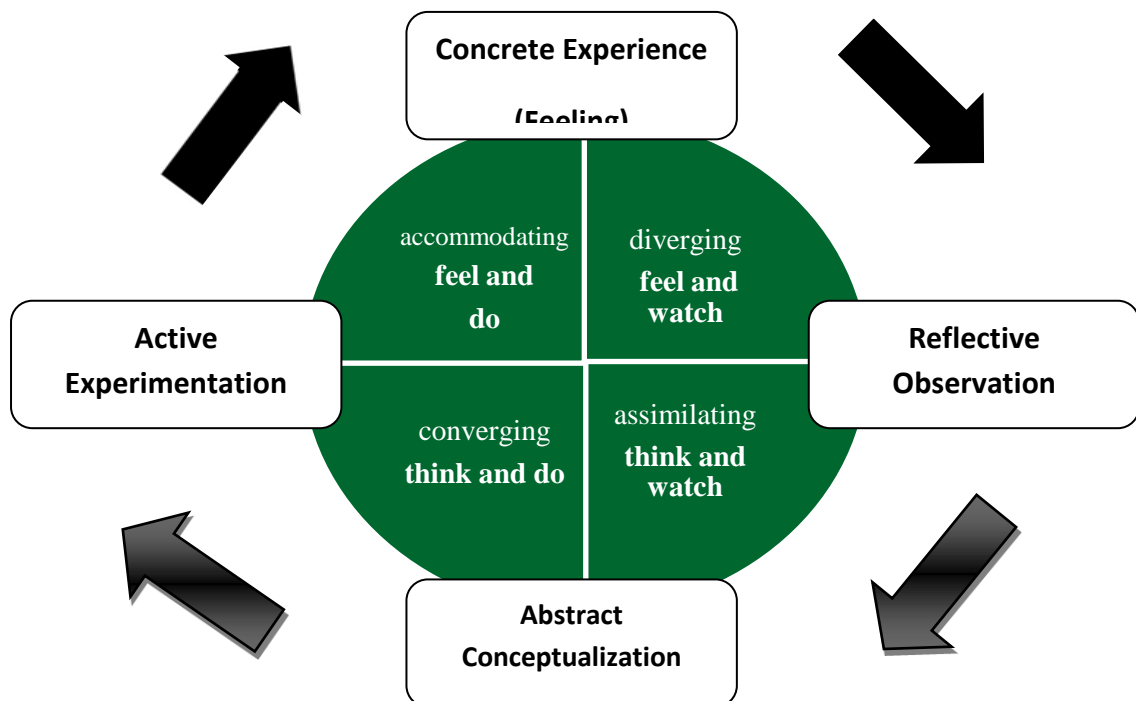 Concrete Experience
(Feeling)
accommodating
feel and
do
diverging
feel and
watch
Active
Experimentation
Reflective
Observation
converging
think and do
assimilating
think and
watch
Abstract
Conceptualization